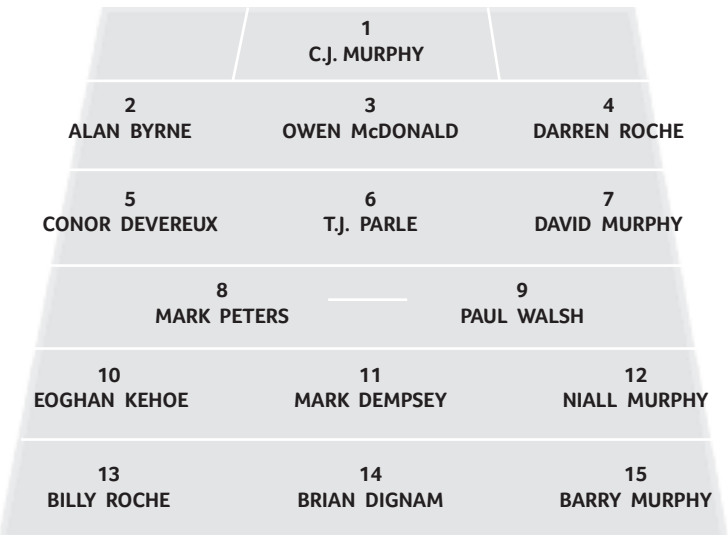 1
C.J. MURPHY
2 3 4
ALAN BYRNE OWEN McDONALD DARREN ROCHE
5 6 7
CONOR DEVEREUX T.J. PARLE DAVID MURPHY
8 9
MARK PETERS PAUL WALSH
10 11 12
EOGHAN KEHOE MARK DEMPSEY NIALL MURPHY
13 14 15
BILLY ROCHE BRIAN DIGNAM BARRY MURPHY